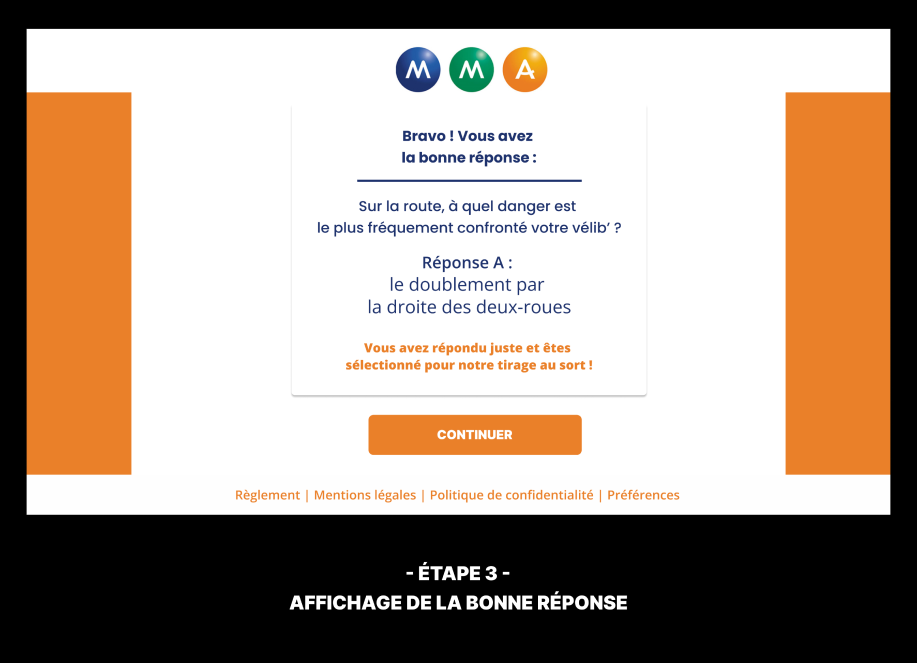 MMA
Bravo ! Vous avez
la bonne réponse :
Sur la route, à quel danger est
le plus fréquement confronté votre vélib’ ?
Réponse A :
le doublement par
la droite des deux-roues
Vous avez répondu juste et êtes
sélectionné pour notre tirage au sort !
CONTINUER
Règlement | Mentions légales | Politique de confidentialité | Préférences
- ÉTAPE 3 -
AFFICHAGE DE LA BONNE RÉPONSE